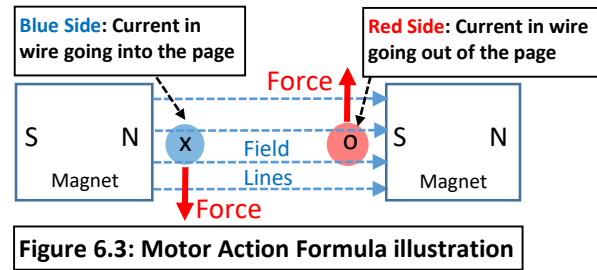 Blue Side: Current in
wire going into the page
Red Side: Current in wire
going out of the page
Force
S N
Magnet
X
Field
Lines
O
S N
Magnet
Force
Figure 6.3: Motor Action Formula illustration